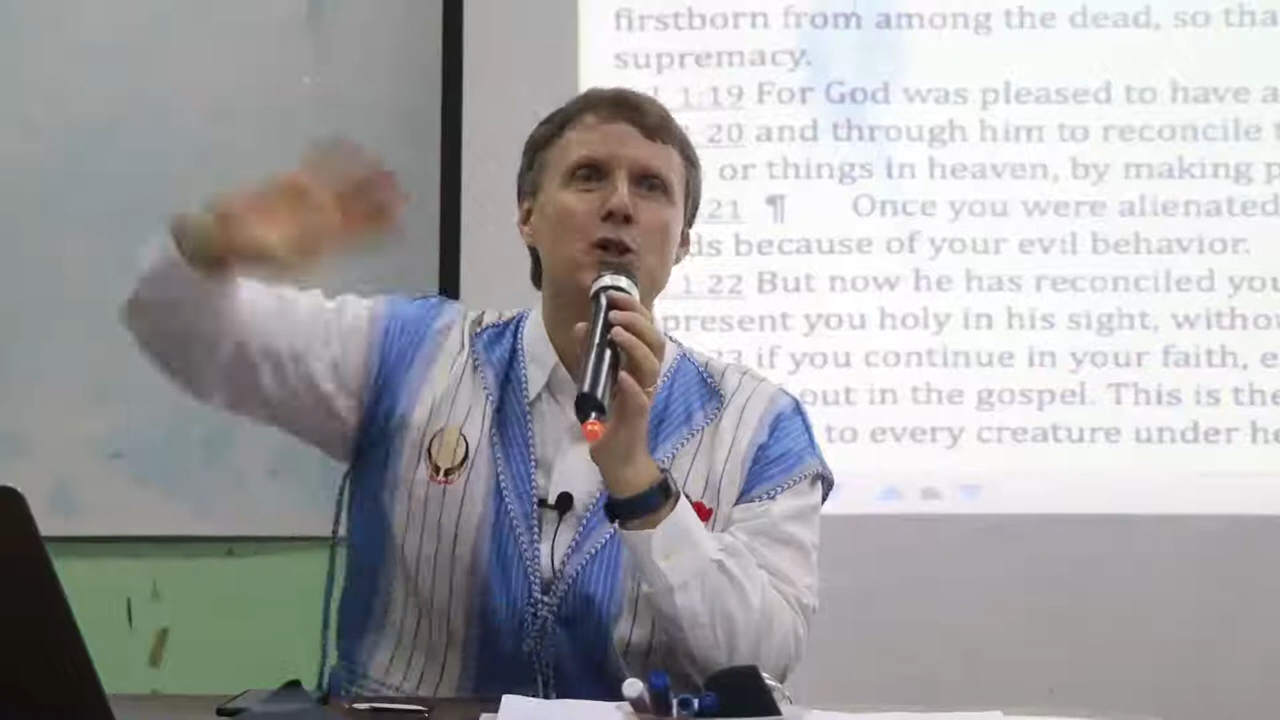 firstborn from among the dead, so tha
supremacy.
1:19 For God was pleased to have a
20 and through him to reconcile
or things in heaven, by making p
21 ¶ Once you were alienated
ds because of your evil behavior.
1:22 But now he has reconciled you
present you holy in his sight, witho
23 if you continue in your faith, e
out in the gospel. This is the
to every creature under he